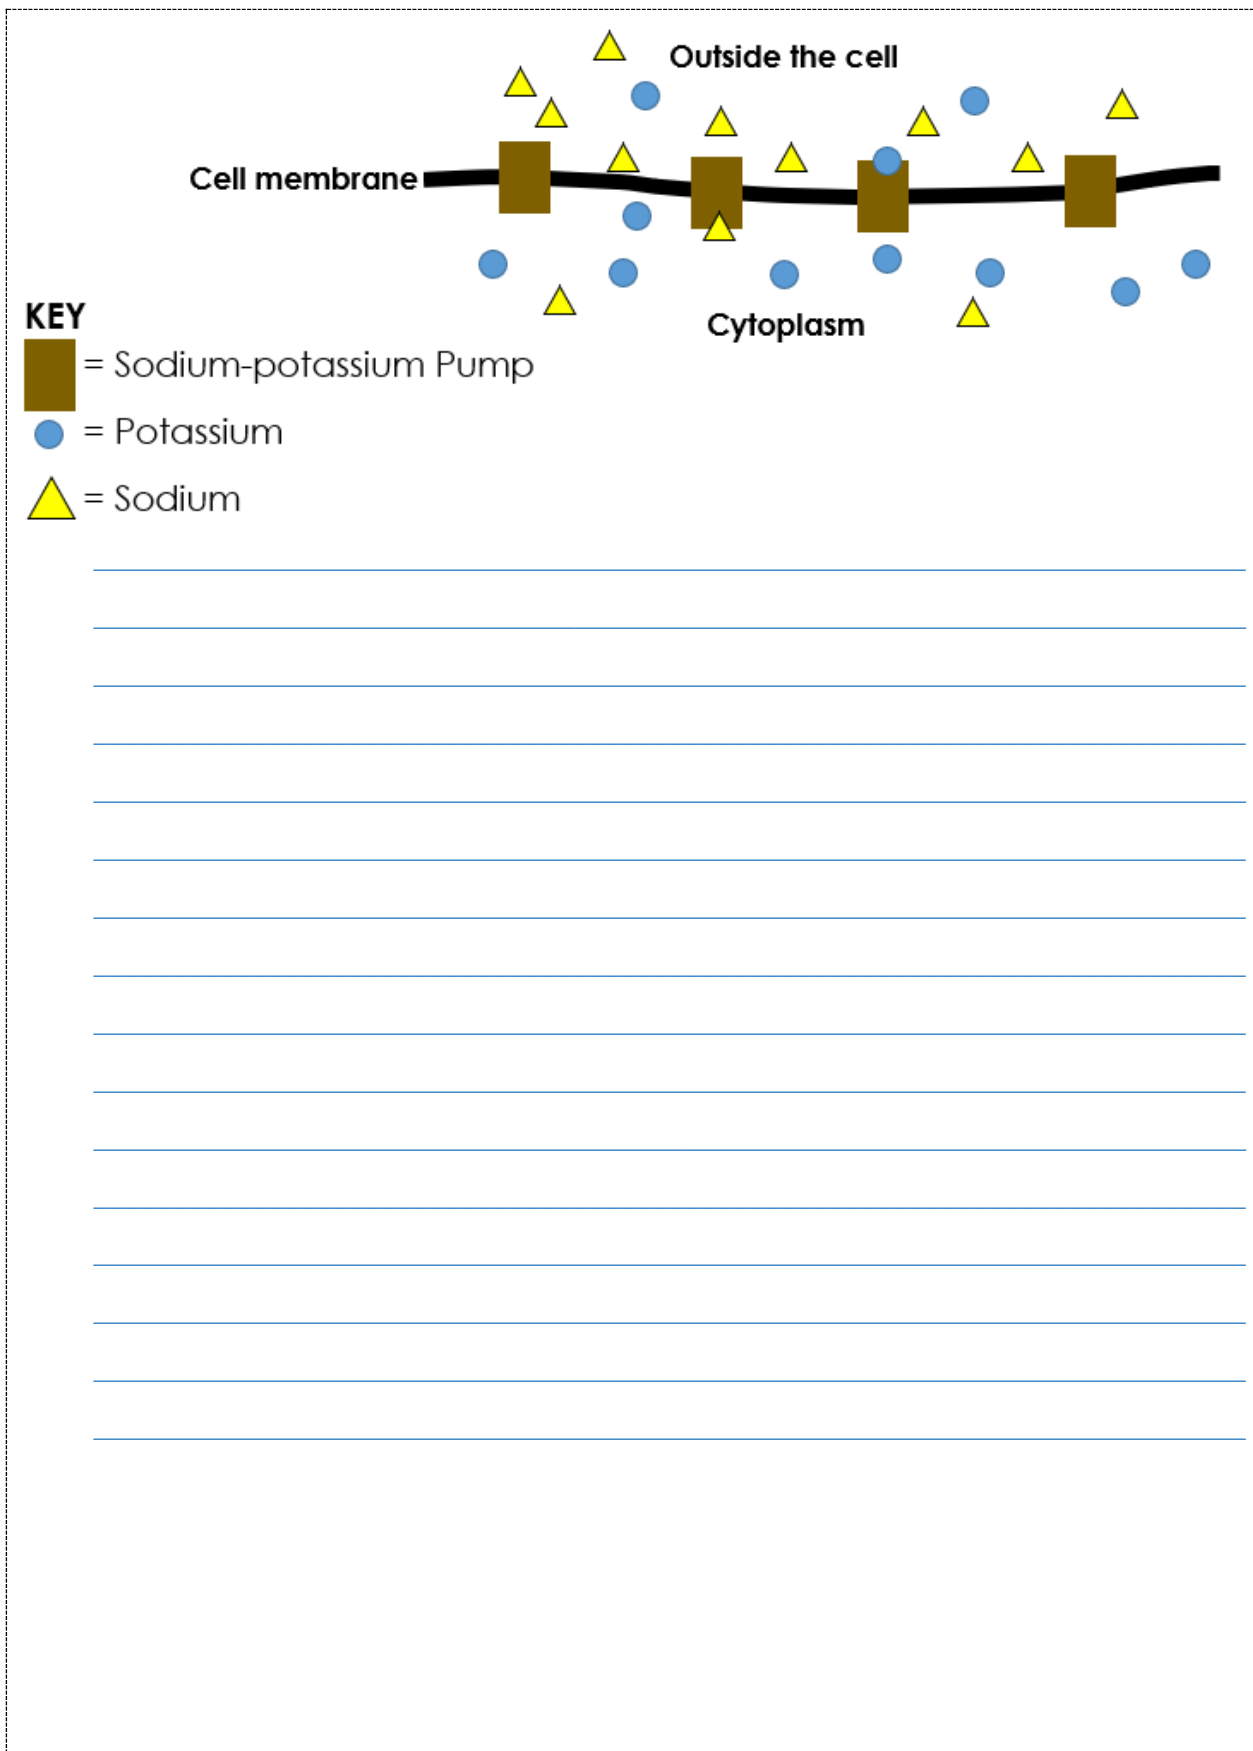 Outside the cell
Cell membrane
Cytoplasm
KEY
= Sodium-potassium Pump
= Potassium
= Sodium